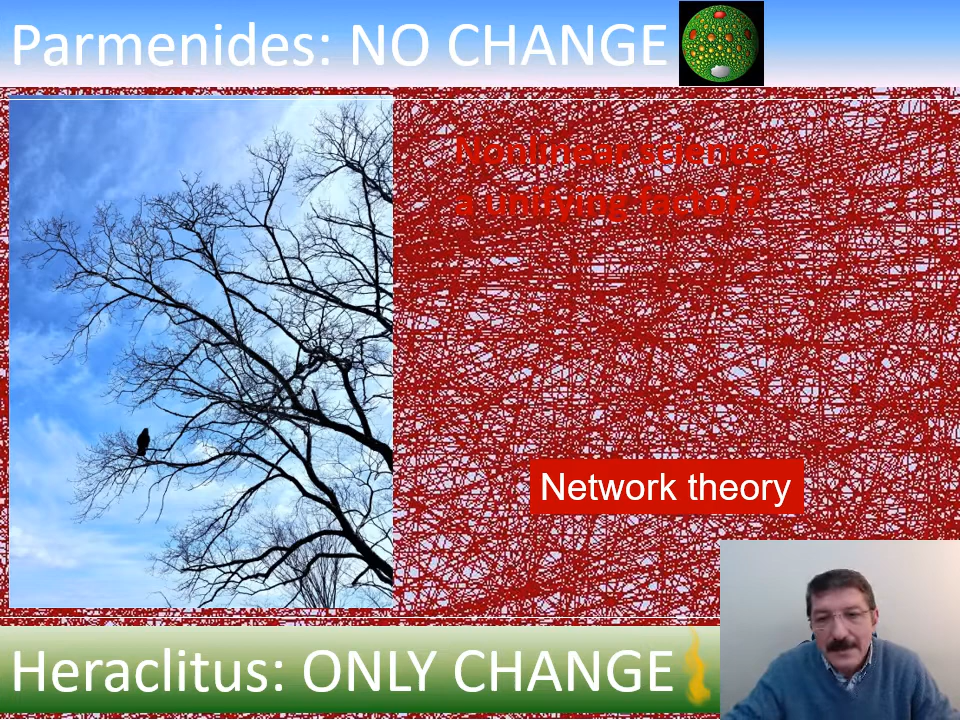 Parmenides: NO CHANGE
Nonlinear science:
a unifying factor?
Network theory
Heraclitus: ONLY CHANGE